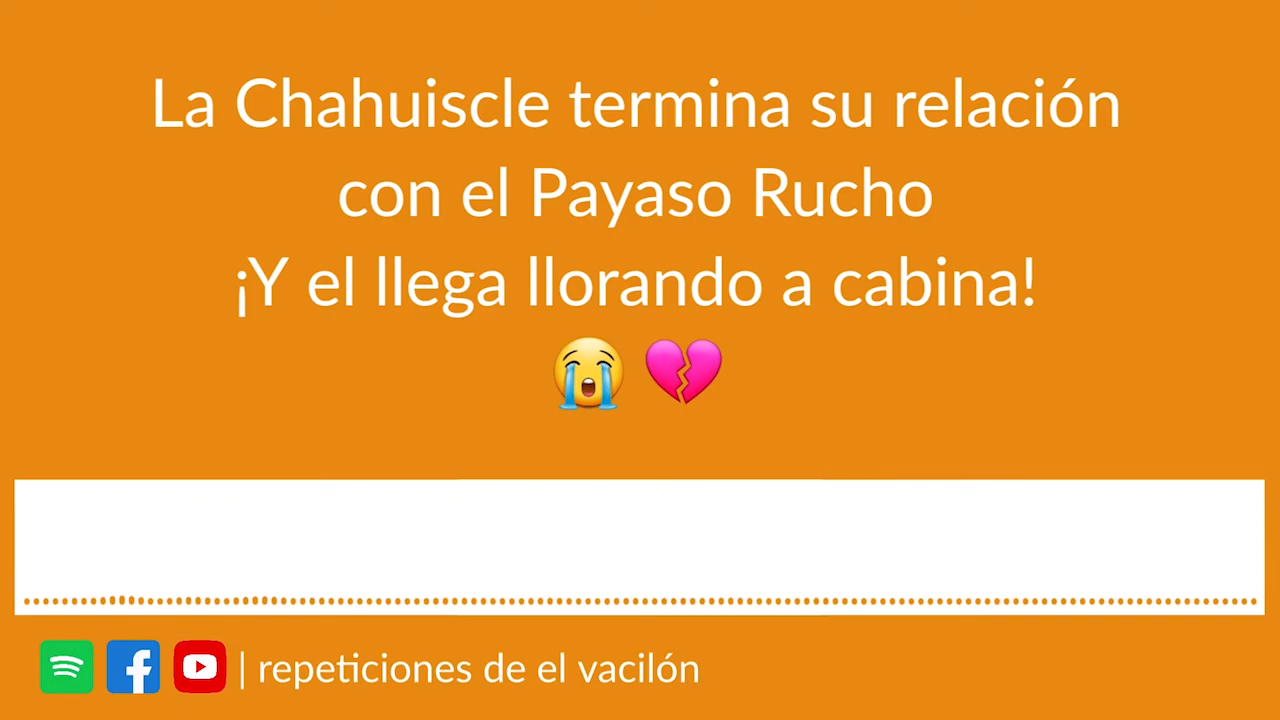 La Chahuiscle termina su relación
con el Payaso Rucho
¡Y el llega llorando a cabina!
😭 💔
| repeticiones de el vacilón